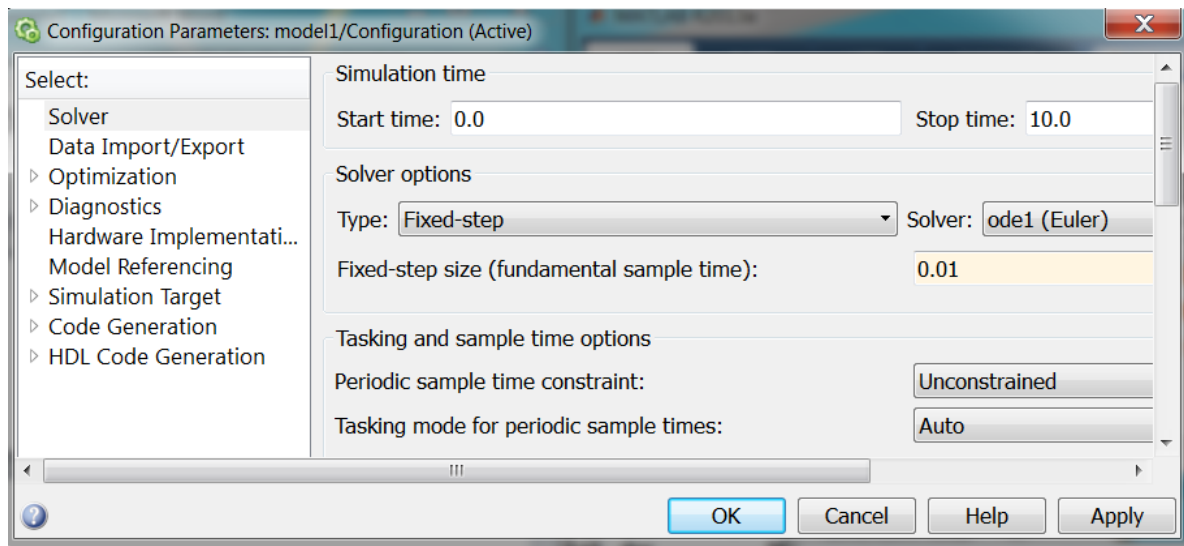 Configuration Parameters: model1/Configuration (Active)
Select:
Solver
Data Import/Export
Optimization
Diagnostics
Hardware Implementati...
Model Referencing
Simulation Target
Code Generation
HDL Code Generation
Simulation time
Start time: 0.0 Stop time: 10.0
Solver options
Type: Fixed-step Solver: ode1 (Euler)
Fixed-step size (fundamental sample time): 0.01
Tasking and sample time options
Periodic sample time constraint: Unconstrained
Tasking mode for periodic sample times: Auto
OK Cancel Help Apply